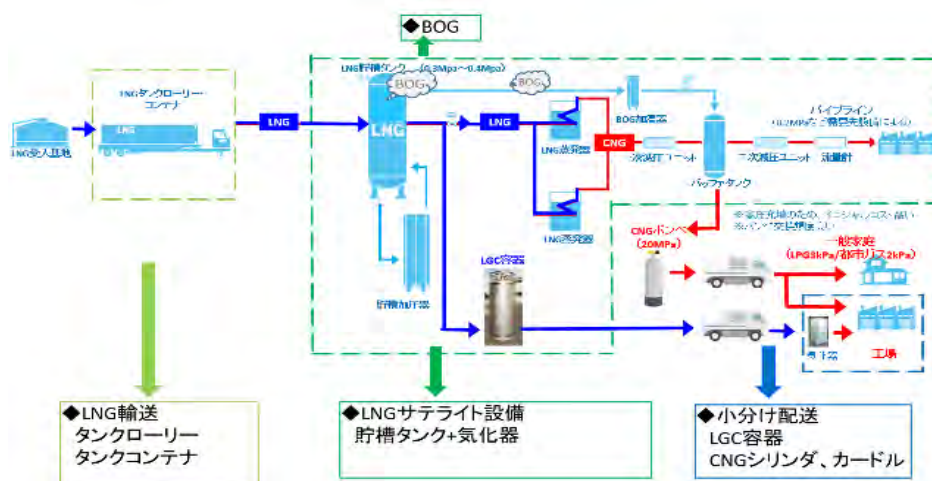 ◆BOG
LNG貯槽タンク (0.3Mpa～0.4Mpa)
BOG
BOG
LNGタンクローリー・
コンテナ
LNG
LNG受入基地
LNG
LNG
LNG
LNG蒸発器
LNG蒸発器
CNG
BOG加温器
バッファタンク
二次減圧ユニット
流量計
パイプライン
貯槽加圧器
LGC容器
CNGボンベ
(20MPa)
一般家庭
(LPG3kPa/都市ガス2kPa)
工場
◆LNG輸送
タンクローリー
タンクコンテナ
◆LNGサテライト設備
貯槽タンク+気化器
◆小分け配送
LGC容器
CNGシリンダ、カードル